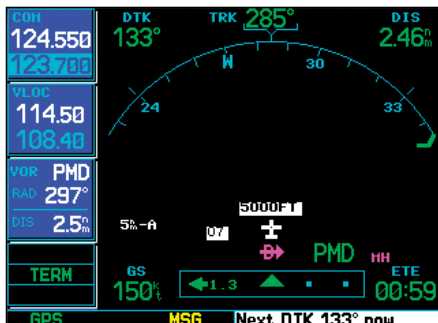 COM
124.550
123.700
VLOC
114.50
108.40
VOR PMD
RAD 297°
DIS 2.5nm
TERM
GPS
DTK
133°
TRK 285°
DIS
2.46nm
24
W
30
33
5000FT
5nm-A
07
PMD
MH
GS
150kt
1.3
ETE
00:59
MSG
Next DTK 133° now